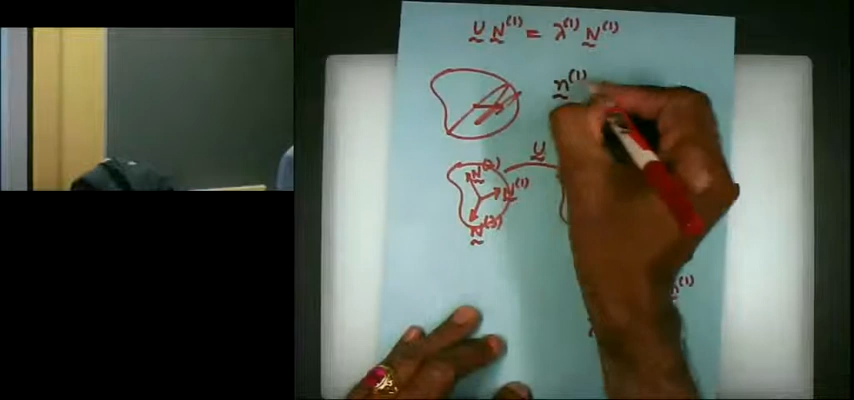 U N⁽¹⁾ = λ⁽¹⁾ N⁽¹⁾
n⁽¹⁾
U
N⁽²⁾
N⁽¹⁾
N⁽³⁾